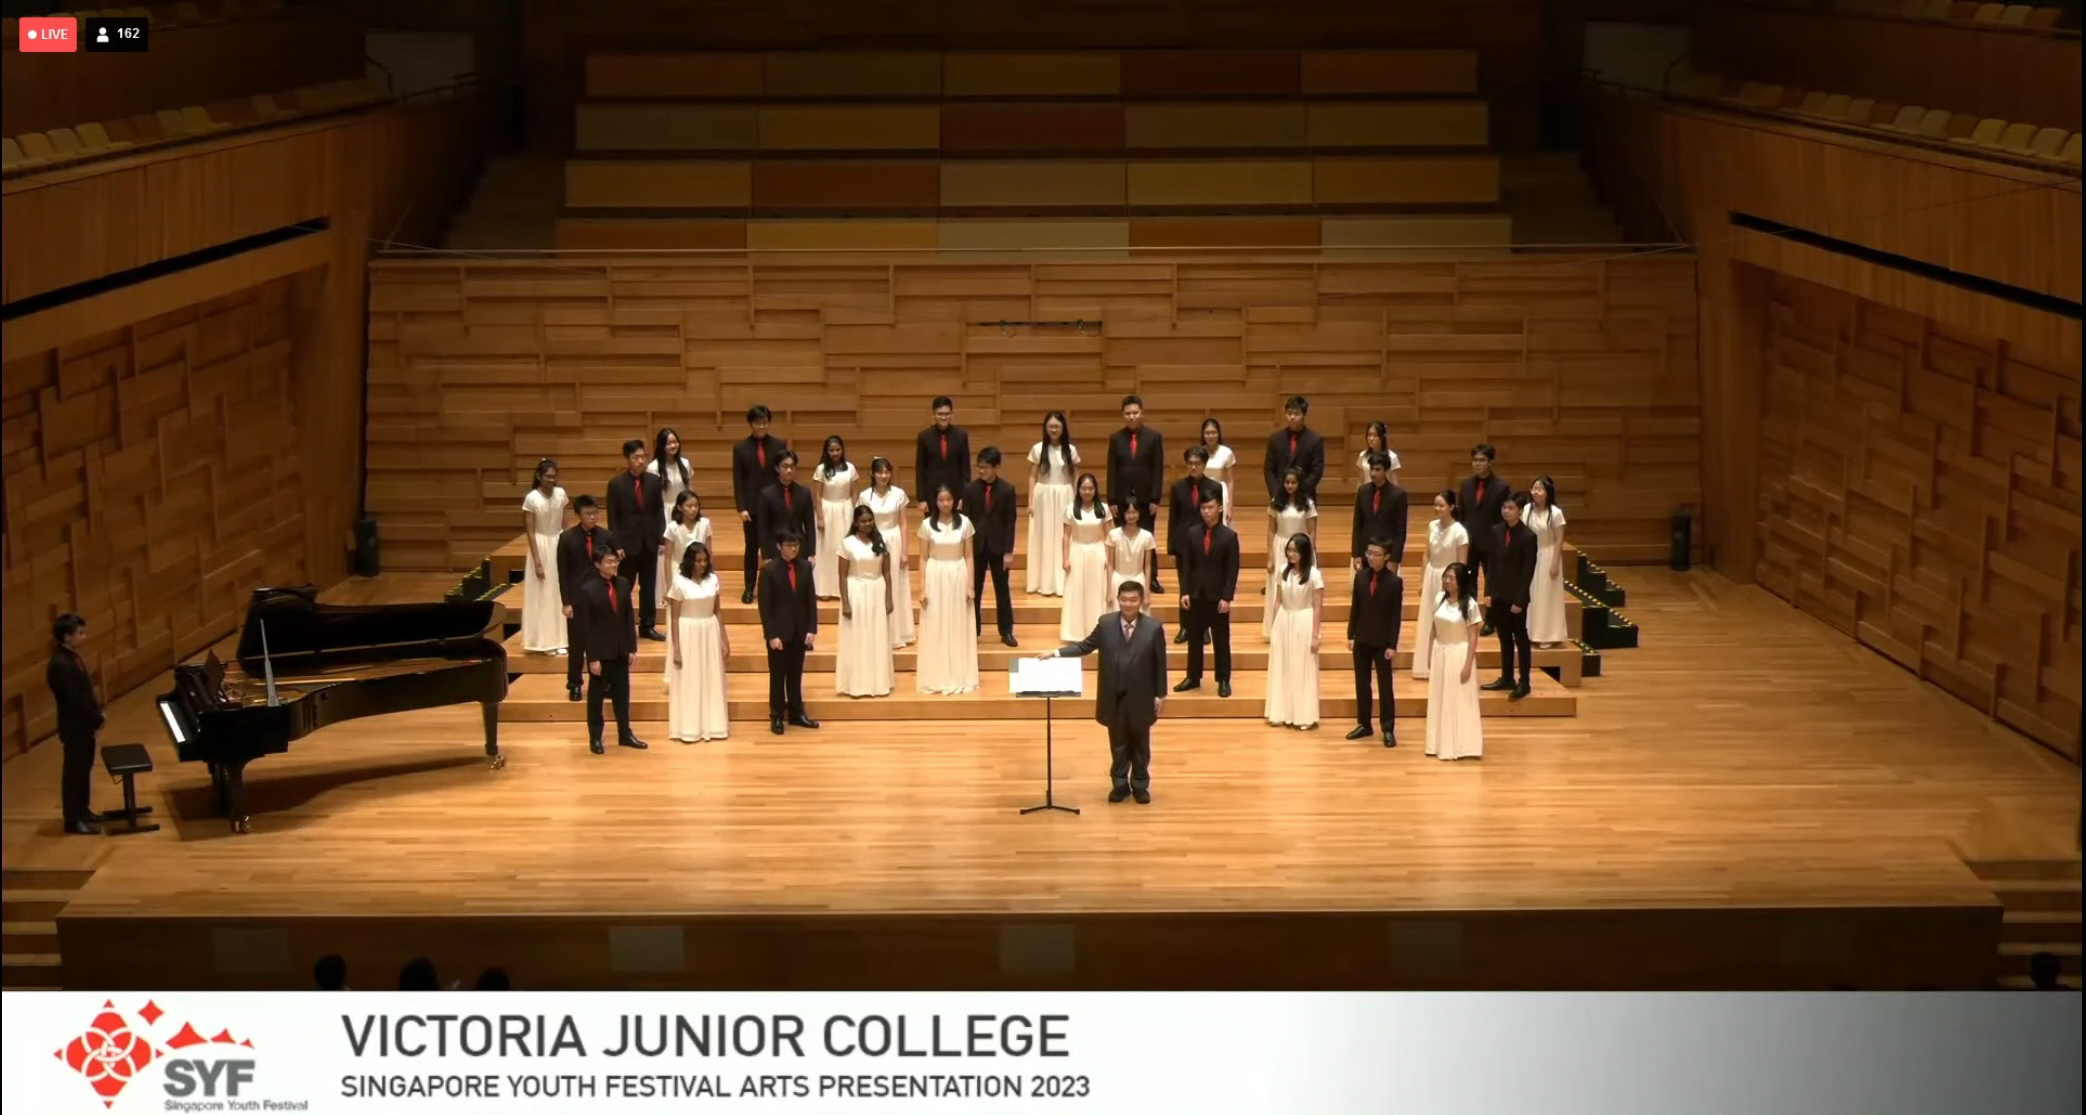 LIVE
162
VICTORIA JUNIOR COLLEGE
SINGAPORE YOUTH FESTIVAL ARTS PRESENTATION 2023
SYF
Singapore Youth Festival